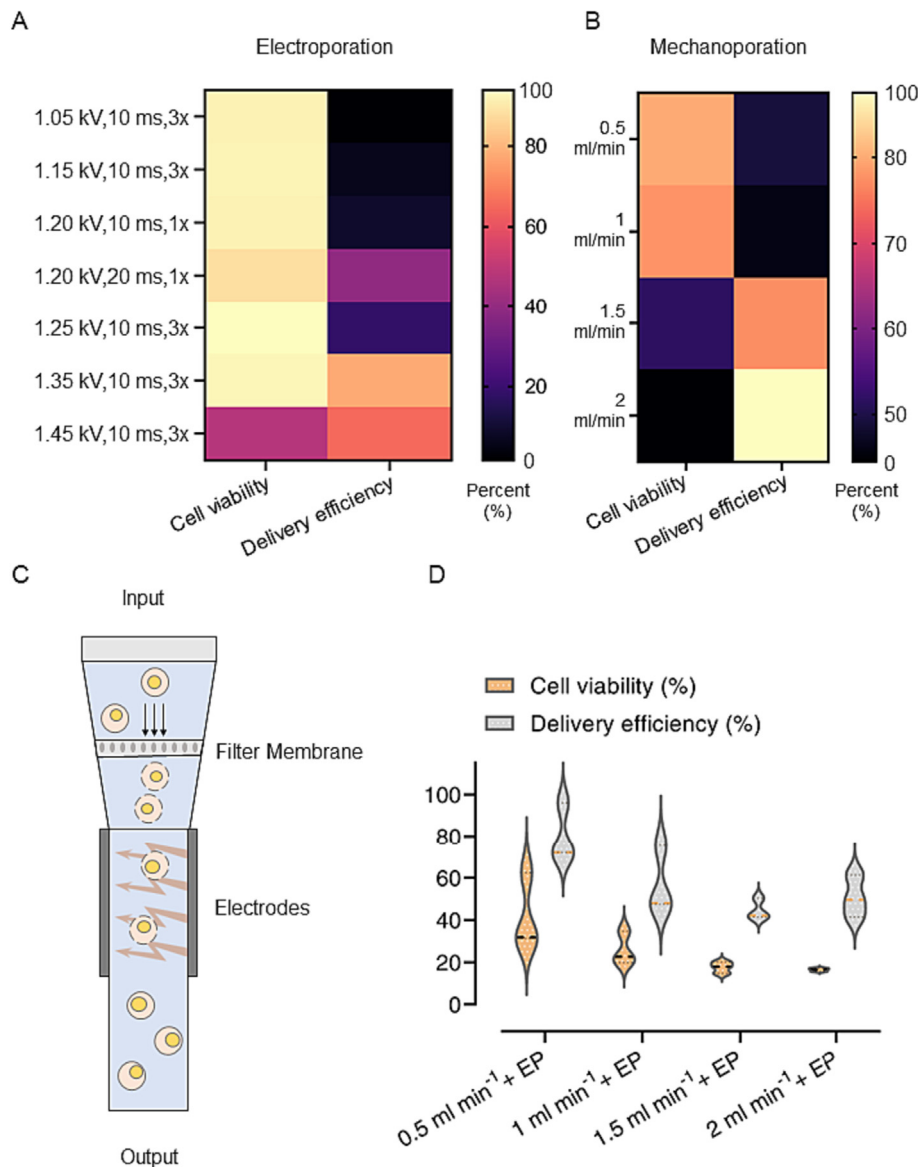 A
Electroporation
1.05 kV,10 ms,3x
1.15 kV,10 ms,3x
1.20 kV,10 ms,1x
1.20 kV,20 ms,1x
1.25 kV,10 ms,3x
1.35 kV,10 ms,3x
1.45 kV,10 ms,3x
Cell viability
Delivery efficiency
100
80
60
40
20
0
Percent
(%)
B
Mechanoporation
0.5
ml/min
1
ml/min
1.5
ml/min
2
ml/min
Cell viability
Delivery efficiency
100
80
70
60
50
0
Percent
(%)
C
Input
Filter Membrane
Electrodes
Output
D
Cell viability (%)
Delivery efficiency (%)
100
80
60
40
20
0
0.5 ml min⁻¹+ EP
1 ml min⁻¹+ EP
1.5 ml min⁻¹+ EP
2 ml min⁻¹+ EP